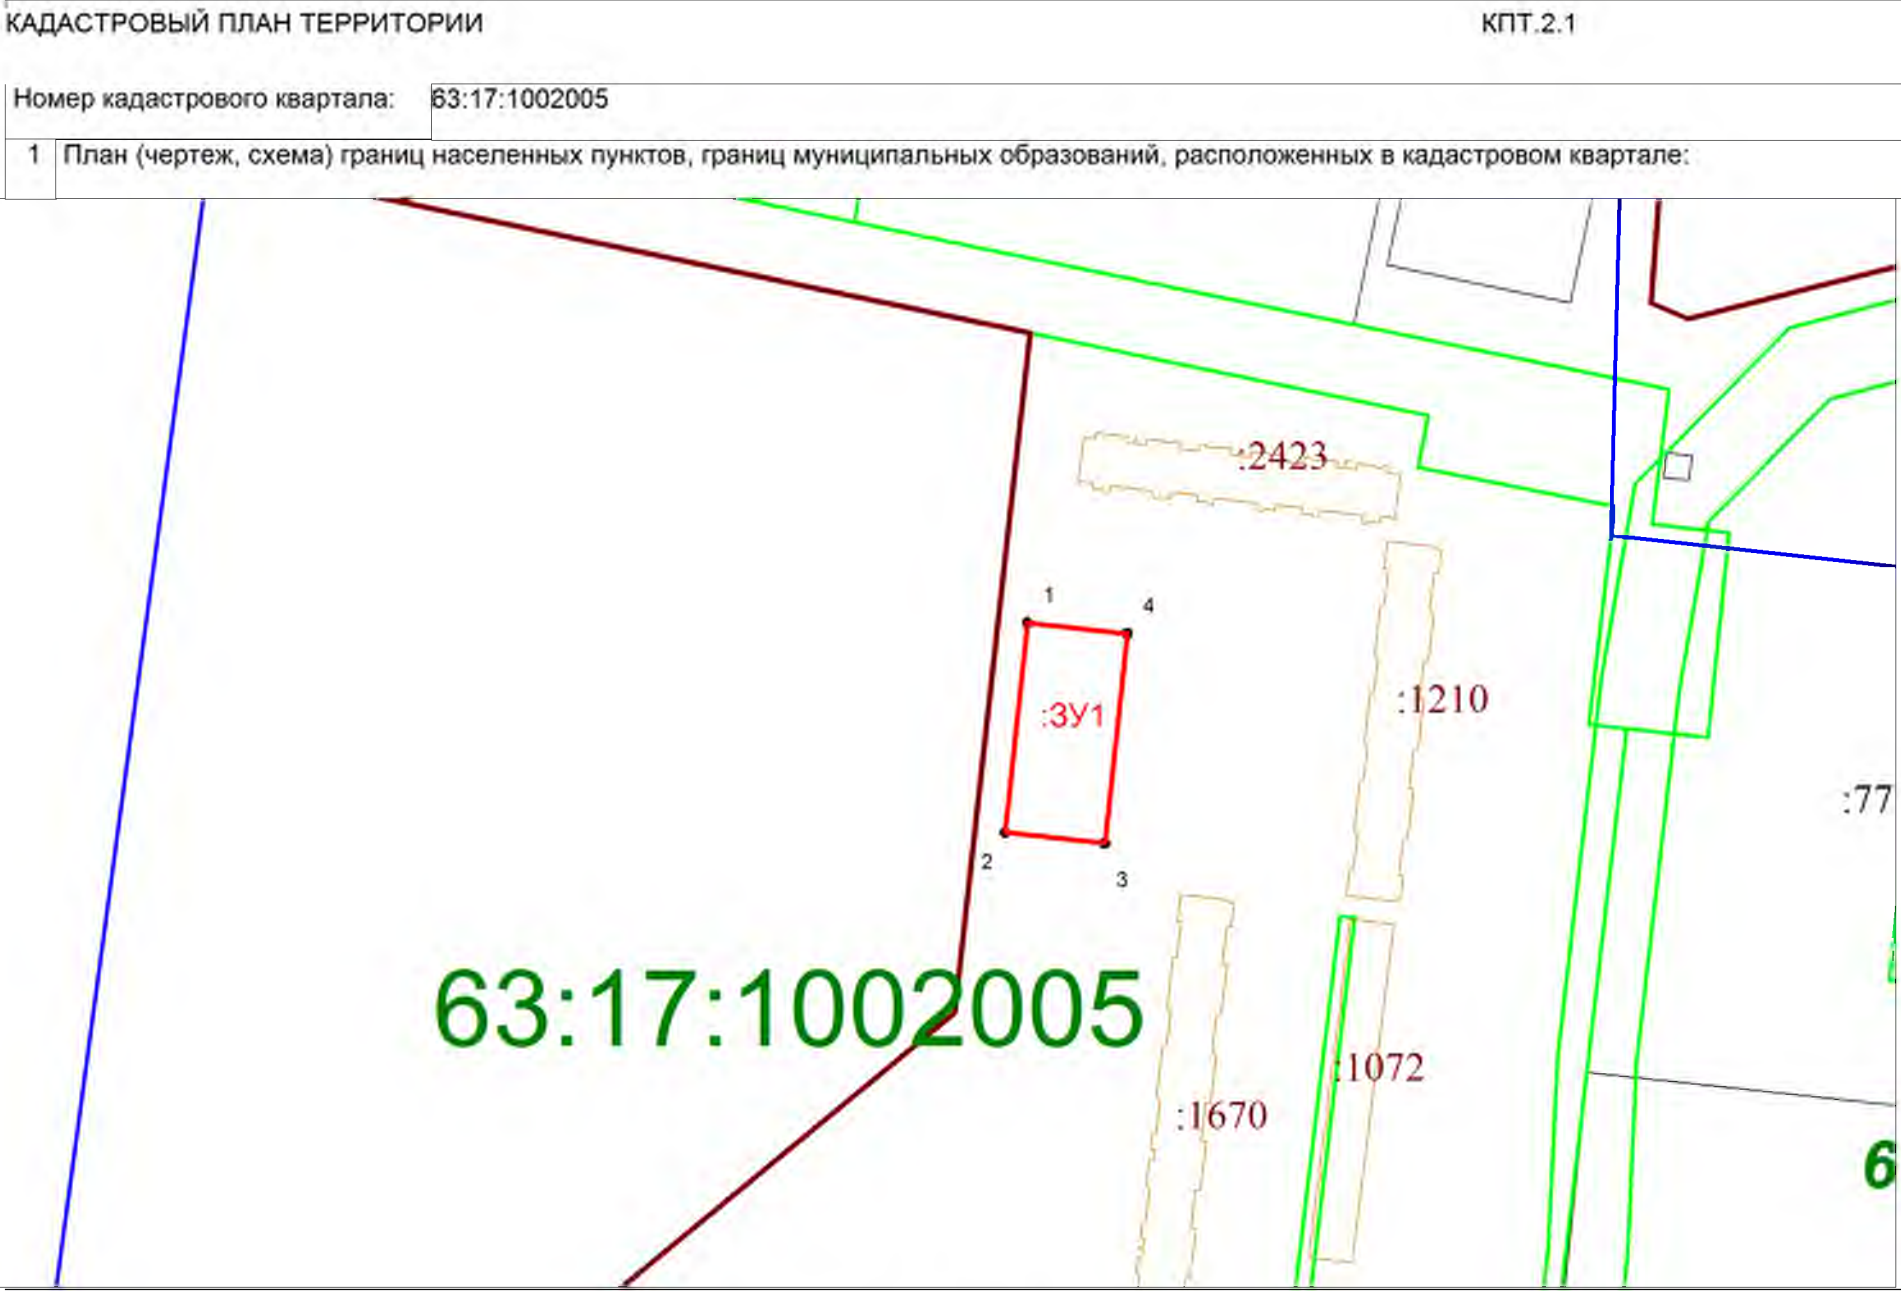 КАДАСТРОВЫЙ ПЛАН ТЕРРИТОРИИ КПТ.2.1
Номер кадастрового квартала: 63:17:1002005
1 План (чертеж, схема) границ населенных пунктов, границ муниципальных образований, расположенных в кадастровом квартале:
:2423
1
4
:1210
:ЗУ1
:77
2
3
63:17:1002005
:1072
:1670
6